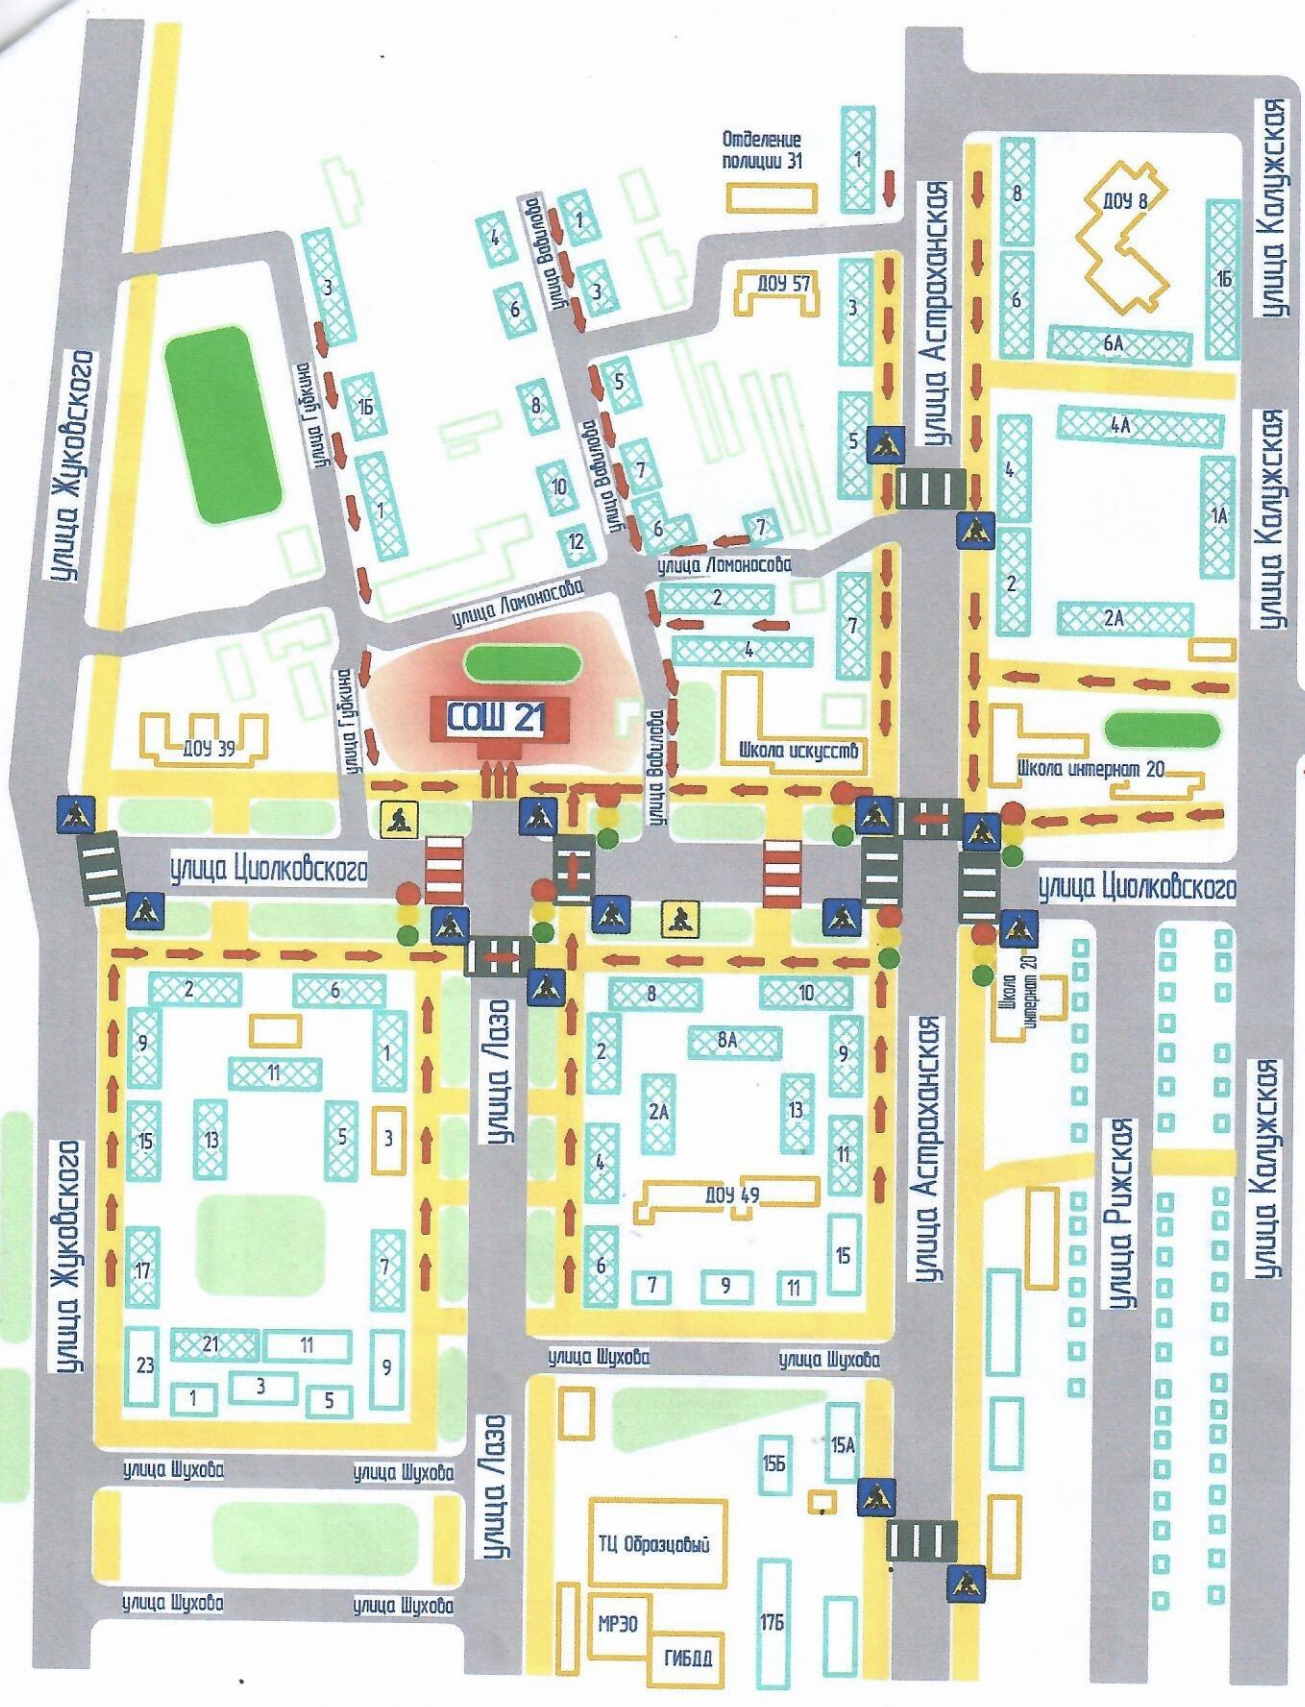 Отделение
полиции 31
1
8
ДОУ 8
улица Калужская
1Б
улица Астраханская
4
улица Вавилова
1
3
6
3
ДОУ 57
3
6
6А
улица Жуковского
улица Губкина
1Б
8
5
5
4
4А
улица Калужская
1А
1
10
7
улица Вавилова
12
6
7
улица Ломоносова
улица Ломоносова
2
7
2
2А
4
СОШ 21
улица Губкина
улица Вавилова
ДОУ 39
Школа искусств
Школа интернат 20
улица Циолковского
улица Циолковского
2
6
8
10
Школа
интернат 20
9
11
1
улица Лазо
2
8А
9
улица Астраханская
улица Калужская
15
13
5
3
2А
13
11
4
ДОУ 49
улица Рижская
улица Жуковского
17
7
6
7
9
11
15
23
21
11
9
1
3
5
улица Шухова
улица Шухова
15А
15Б
улица Шухова
улица Шухова
улица Лазо
ТЦ Образцовый
улица Шухова
улица Шухова
МРЭО
ГИБДД
17Б